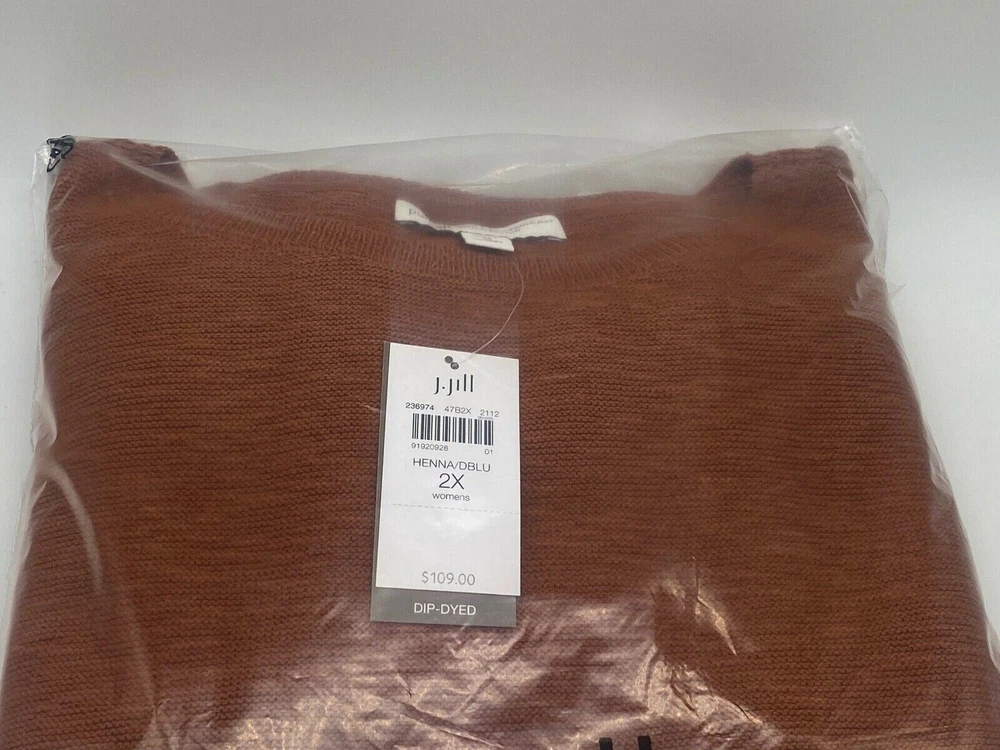 J.Jill
236974 47B2X 2112
91920928 01
HENNA/DBLU
2X
womens
$109.00
DIP-DYED